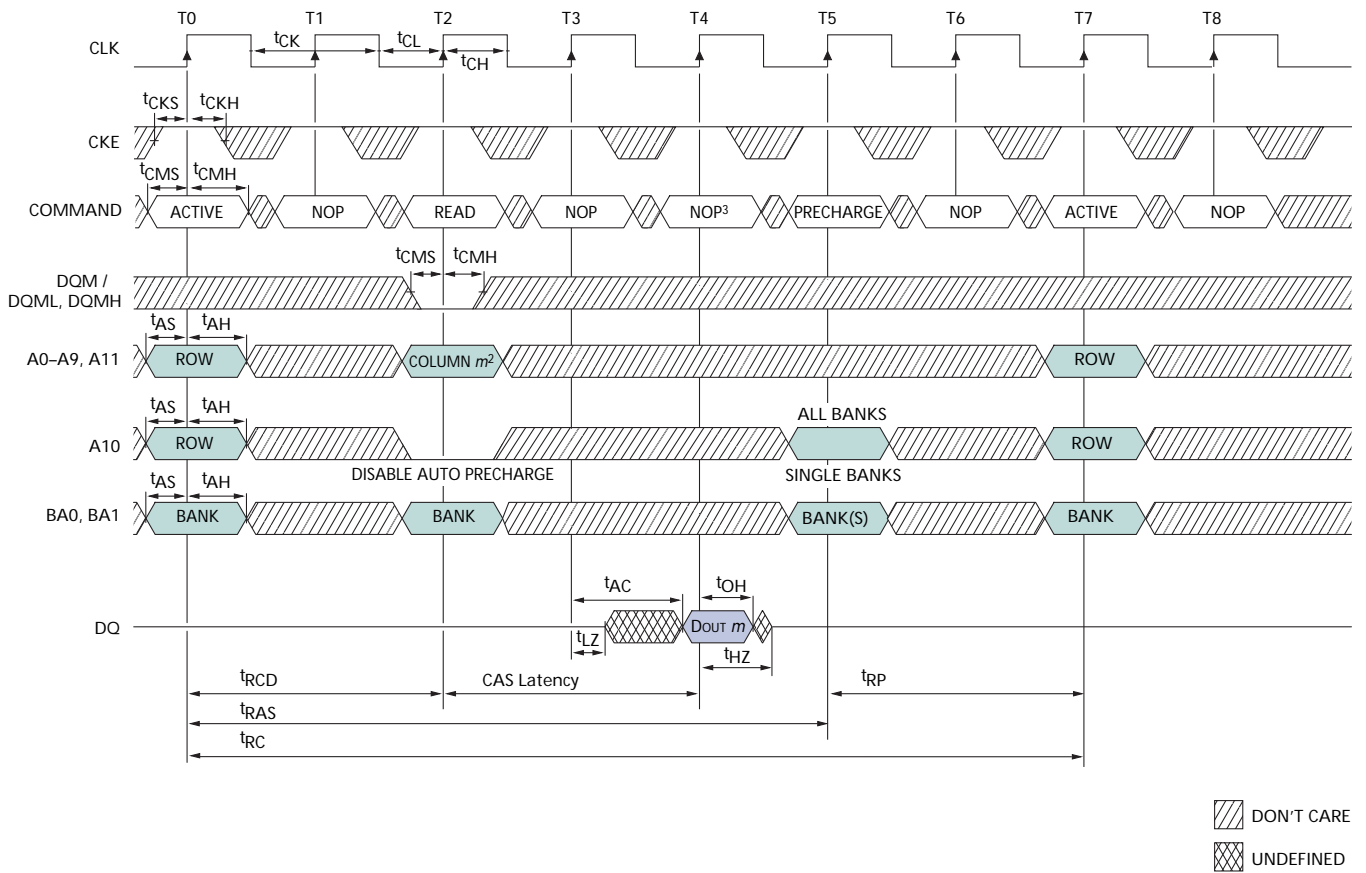 T0 T1 T2 T3 T4 T5 T6 T7 T8
CLK
tCK tCL tCH
tCKS tCKH
CKE
tCMS tCMH
COMMAND ACTIVE NOP READ NOP NOP3 PRECHARGE NOP ACTIVE NOP
tCMS tCMH
DQM /
DQML, DQMH
tAS tAH
A0–A9, A11 ROW COLUMN m2 ROW
tAS tAH ALL BANKS
A10 ROW ROW
DISABLE AUTO PRECHARGE SINGLE BANKS
tAS tAH
BA0, BA1 BANK BANK BANK(S) BANK
tAC tOH
DQ DOUT m
tLZ tHZ
tRCD CAS Latency tRP
tRAS
tRC
DON'T CARE
UNDEFINED